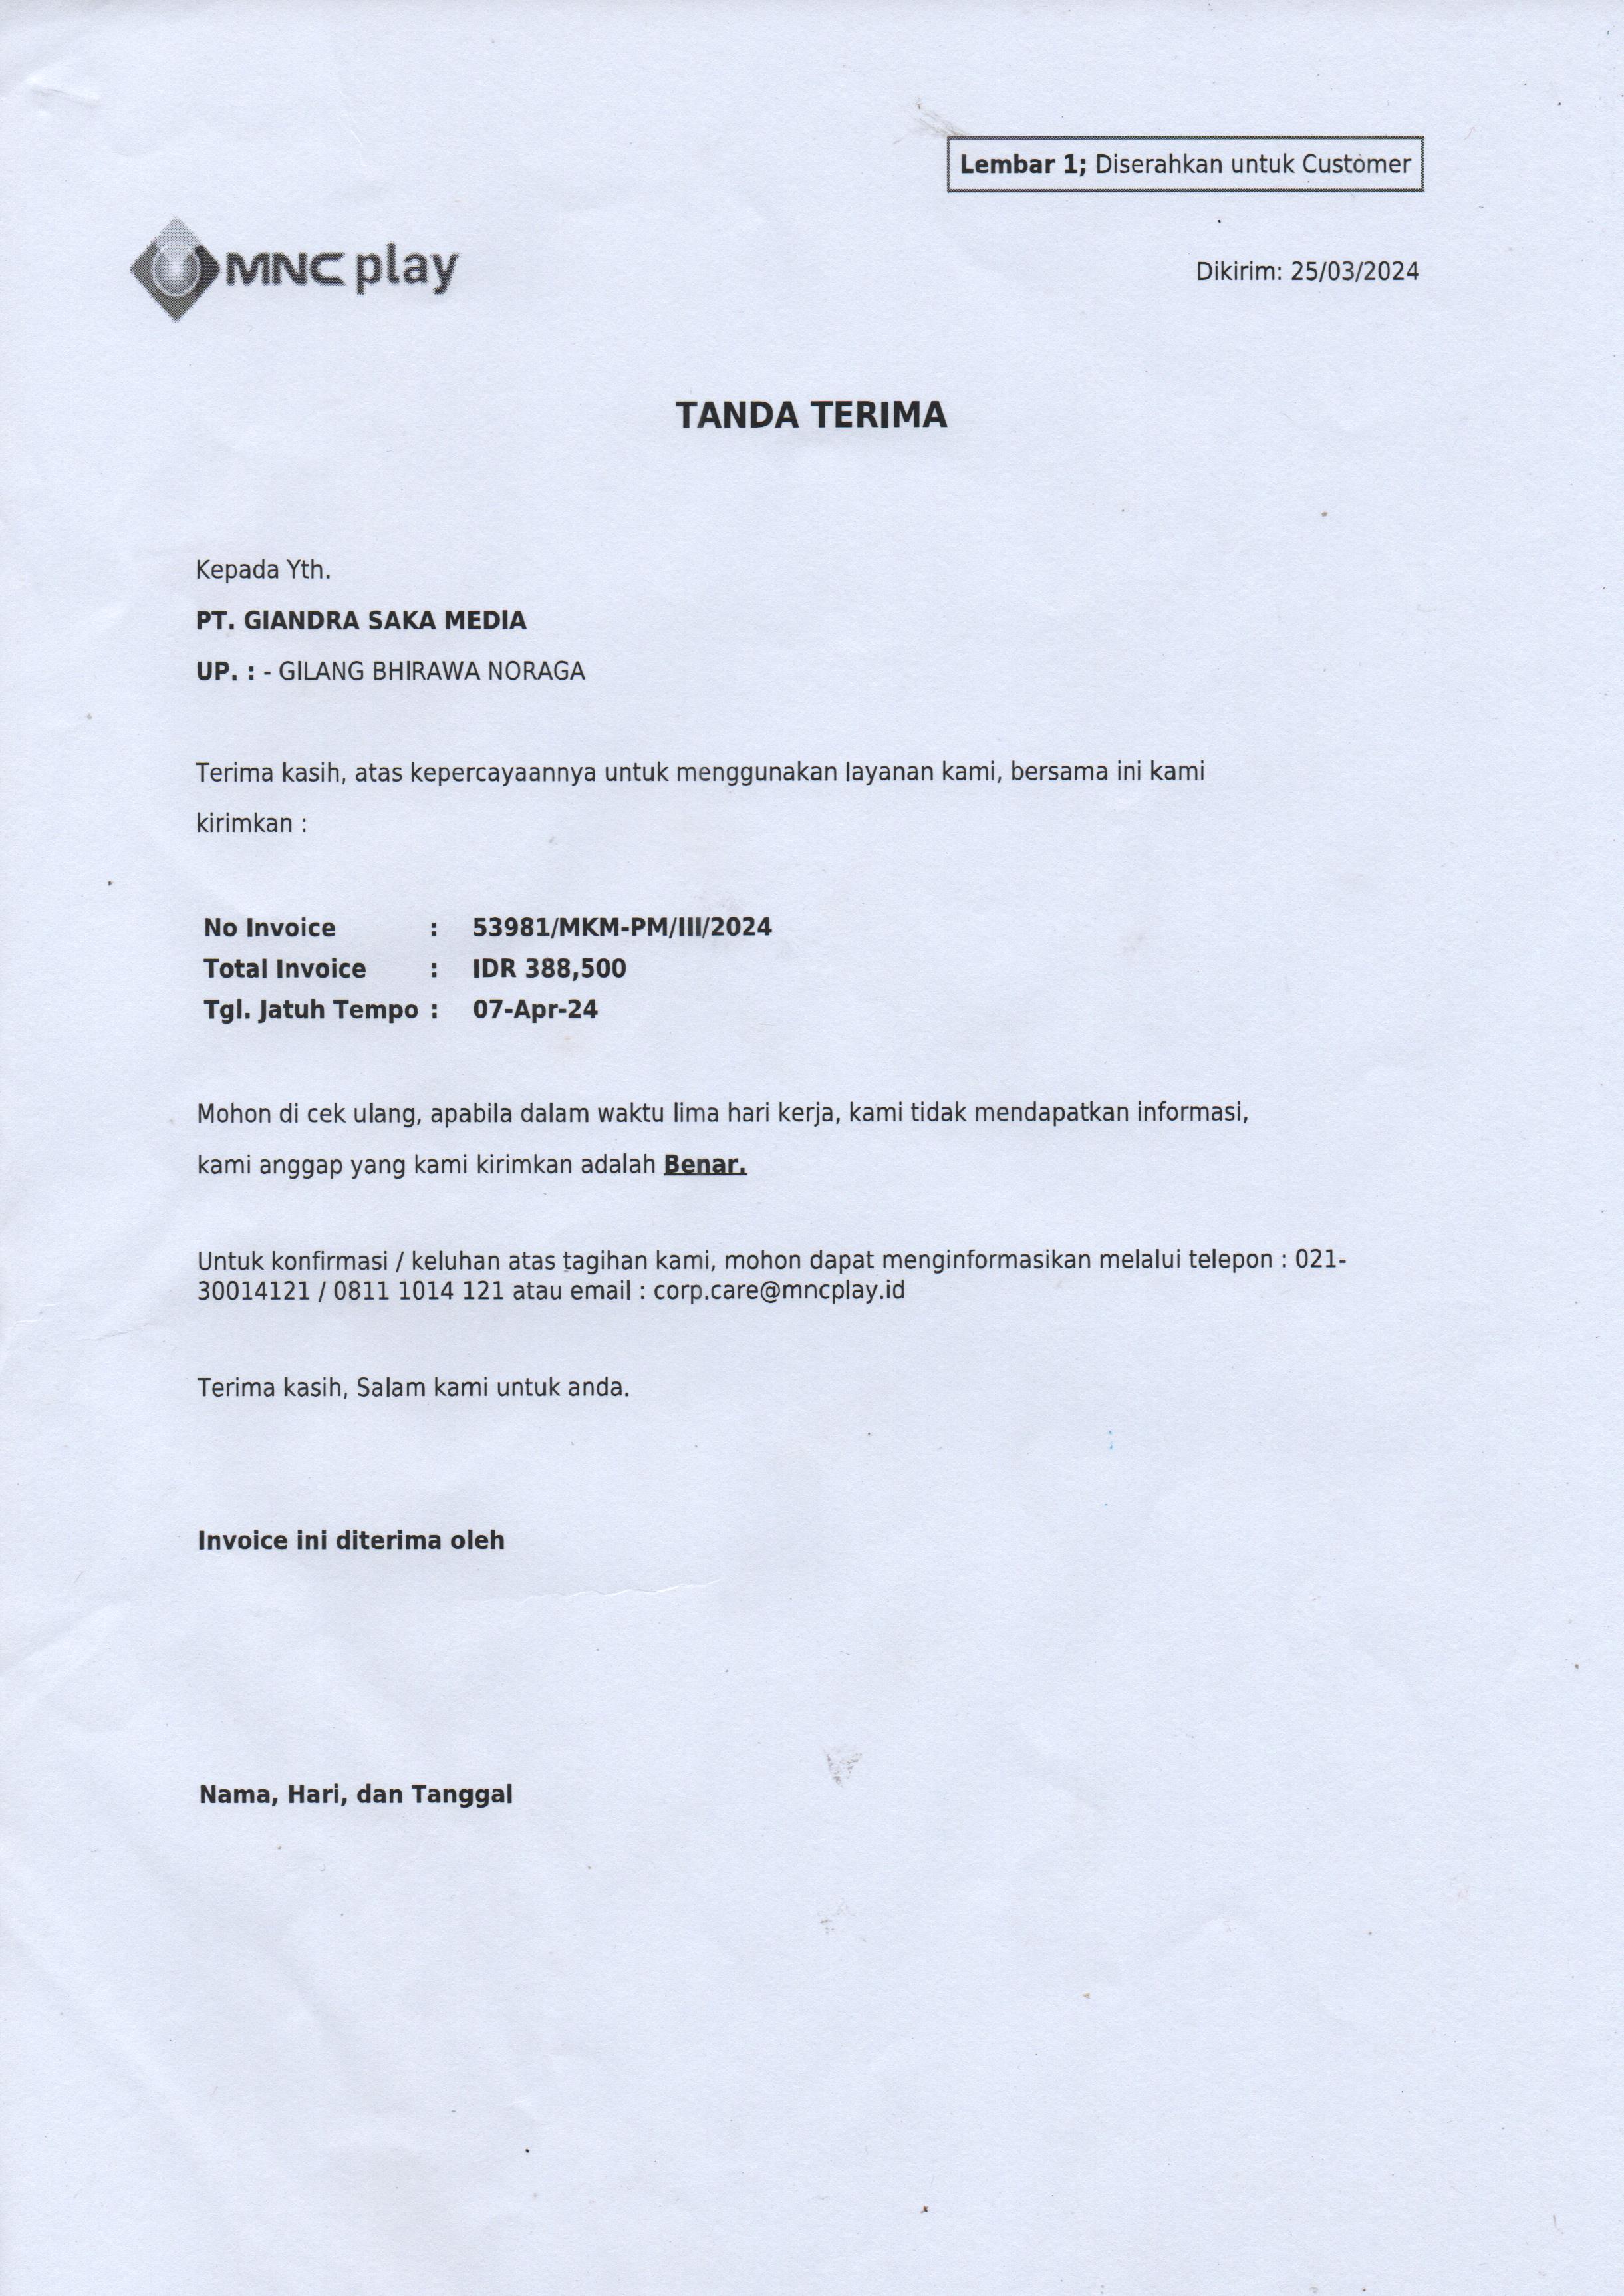 Lembar 1; Diserahkan untuk Customer
MNC play
Dikirim: 25/03/2024
TANDA TERIMA
Kepada Yth.
PT. GIANDRA SAKA MEDIA
UP. : - GILANG BHIRAWA NORAGA
Terima kasih, atas kepercayaannya untuk menggunakan layanan kami, bersama ini kami
kirimkan :
No Invoice : 53981/MKM-PM/III/2024
Total Invoice : IDR 388,500
Tgl. Jatuh Tempo : 07-Apr-24
Mohon di cek ulang, apabila dalam waktu lima hari kerja, kami tidak mendapatkan informasi,
kami anggap yang kami kirimkan adalah Benar.
Untuk konfirmasi / keluhan atas tagihan kami, mohon dapat menginformasikan melalui telepon : 021-
30014121 / 0811 1014 121 atau email : corp.care@mncplay.id
Terima kasih, Salam kami untuk anda.
Invoice ini diterima oleh
Nama, Hari, dan Tanggal